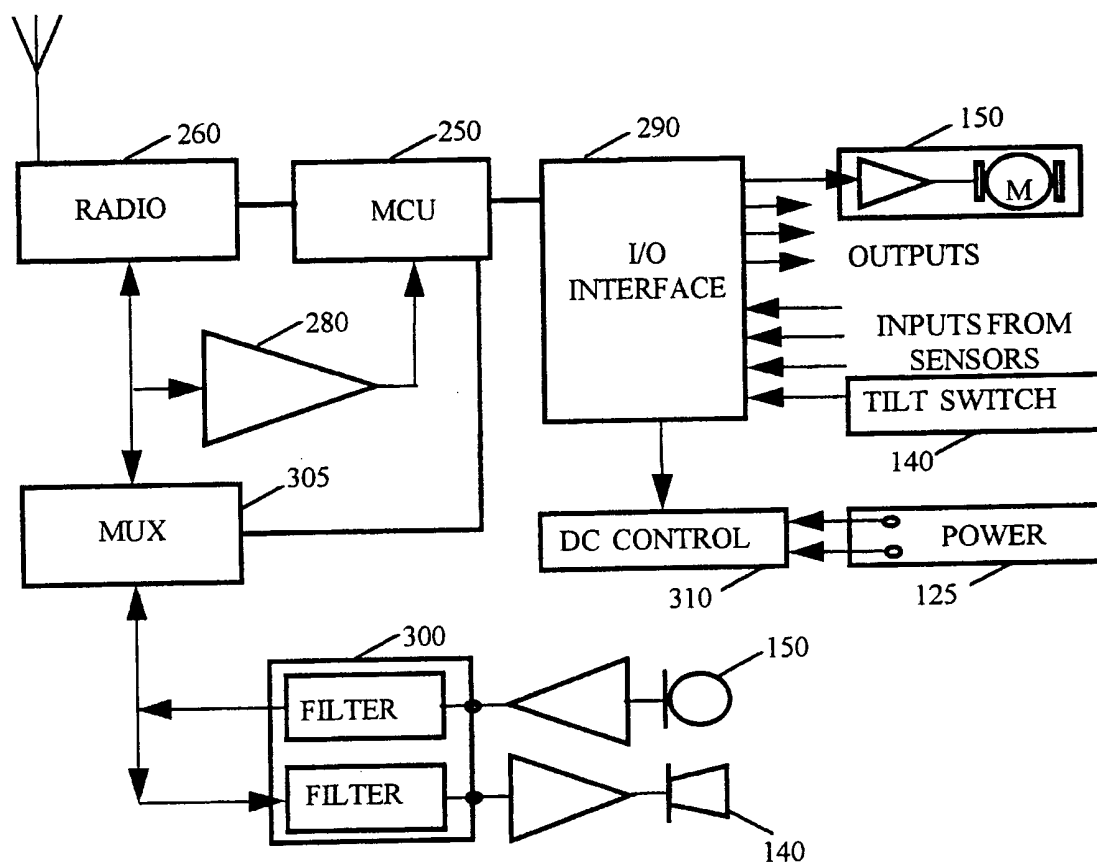 260
250
290
150
RADIO
MCU
M
I/O
INTERFACE
OUTPUTS
280
INPUTS FROM
SENSORS
TILT SWITCH
140
305
MUX
DC CONTROL
POWER
310
125
300
150
FILTER
FILTER
140